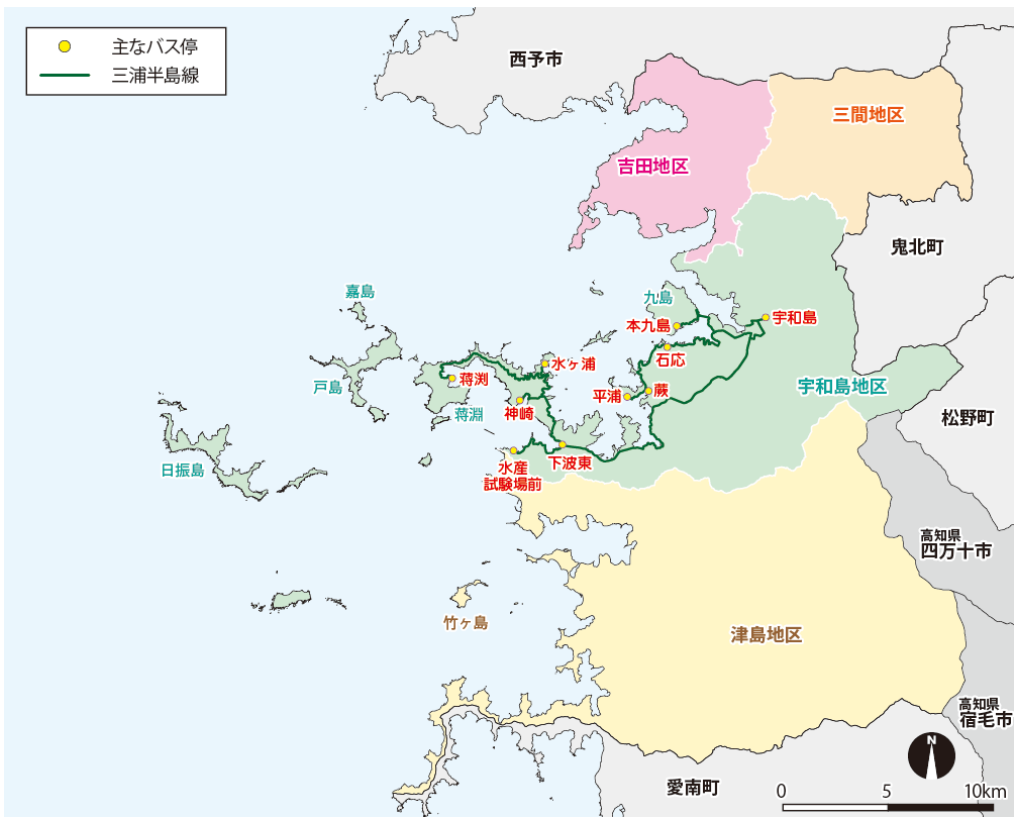 主なバス停
三浦半島線
西予市
三間地区
吉田地区
鬼北町
嘉島
九島
本九島
宇和島
石応
水ヶ浦
戸島
蒋渕
蒋淵
平浦
蕨
神崎
宇和島地区
松野町
日振島
下波東
水産
試験場前
高知県
四万十市
竹ヶ島
津島地区
高知県
宿毛市
愛南町
N
0 5 10km